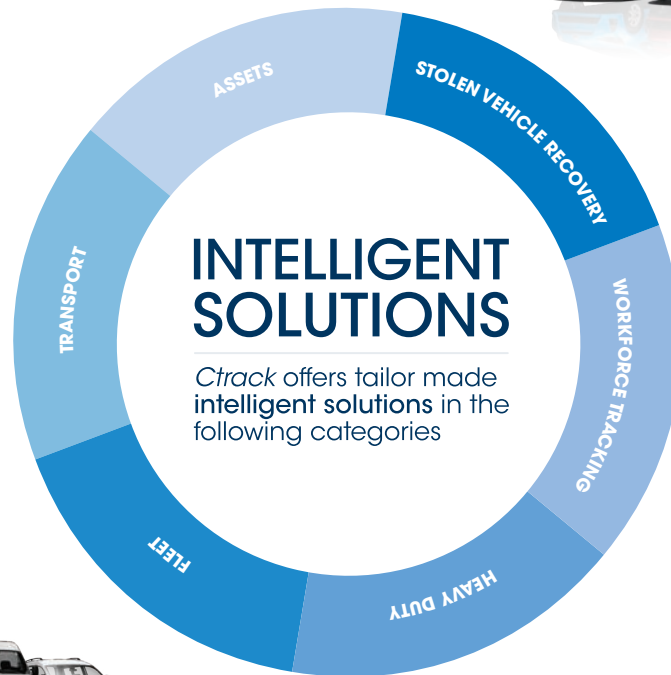 ASSETS
STOLEN VEHICLE RECOVERY
WORKFORCE TRACKING
HEAVY DUTY
FLEET
TRANSPORT
INTELLIGENT
SOLUTIONS
Ctrack offers tailor made
intelligent solutions in the
following categories